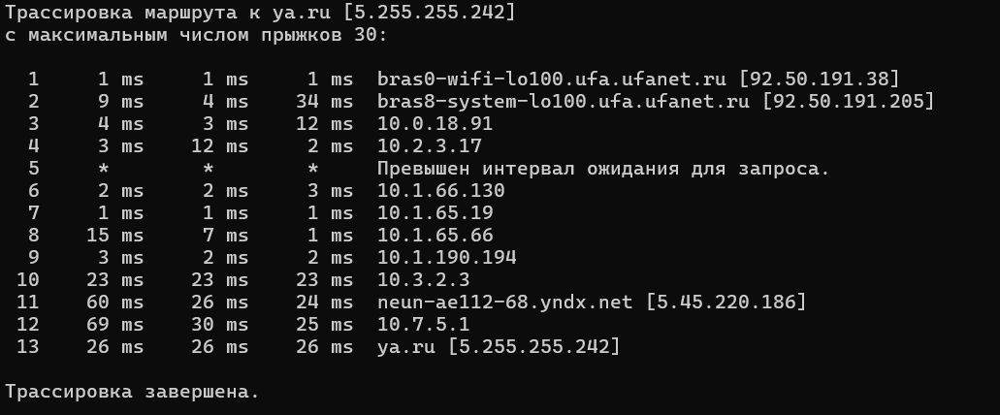 Трассировка маршрута к ya.ru [5.255.255.242]
с максимальным числом прыжков 30:
1 1 ms 1 ms 1 ms bras0-wifi-lo100.ufa.ufanet.ru [92.50.191.38]
2 9 ms 4 ms 34 ms bras8-system-lo100.ufa.ufanet.ru [92.50.191.205]
3 4 ms 3 ms 12 ms 10.0.18.91
4 3 ms 12 ms 2 ms 10.2.3.17
5 * * * Превышен интервал ожидания для запроса.
6 2 ms 2 ms 3 ms 10.1.66.130
7 1 ms 1 ms 1 ms 10.1.65.19
8 15 ms 7 ms 1 ms 10.1.65.66
9 3 ms 2 ms 2 ms 10.1.190.194
10 23 ms 23 ms 23 ms 10.3.2.3
11 60 ms 26 ms 24 ms neun-ae112-68.yndx.net [5.45.220.186]
12 69 ms 30 ms 25 ms 10.7.5.1
13 26 ms 26 ms 26 ms ya.ru [5.255.255.242]
Трассировка завершена.